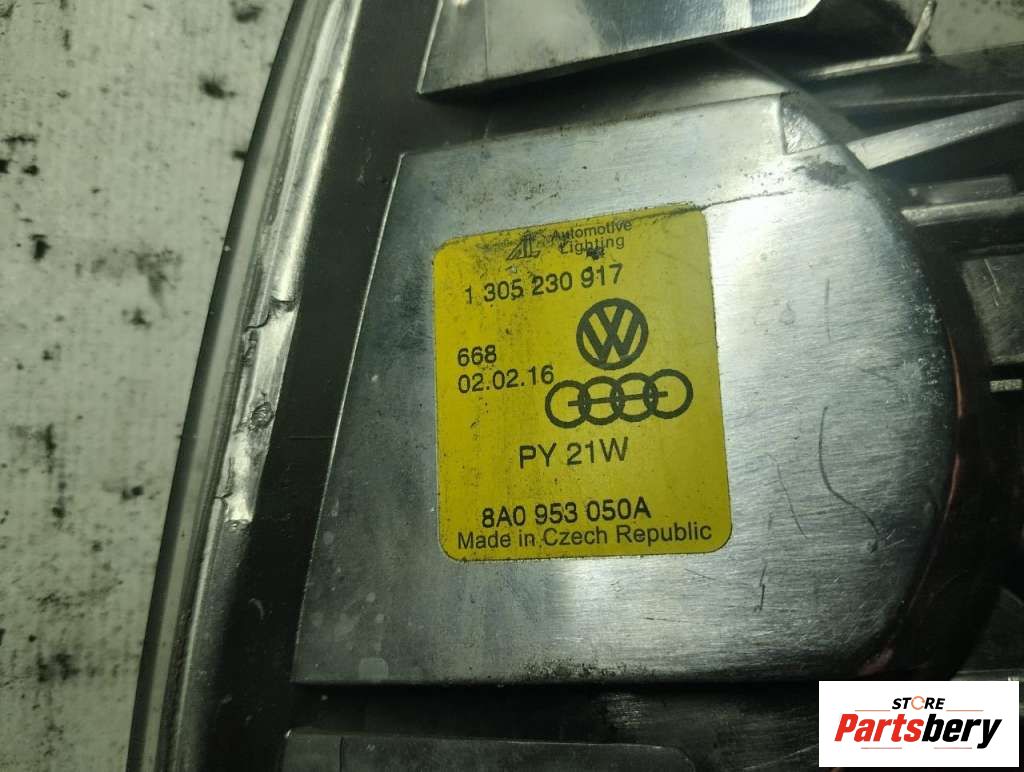 AL Automotive
Lighting
1 305 230 917
668
02.02.16
PY 21W
8A0 953 050A
Made in Czech Republic
STORE
Partsbery